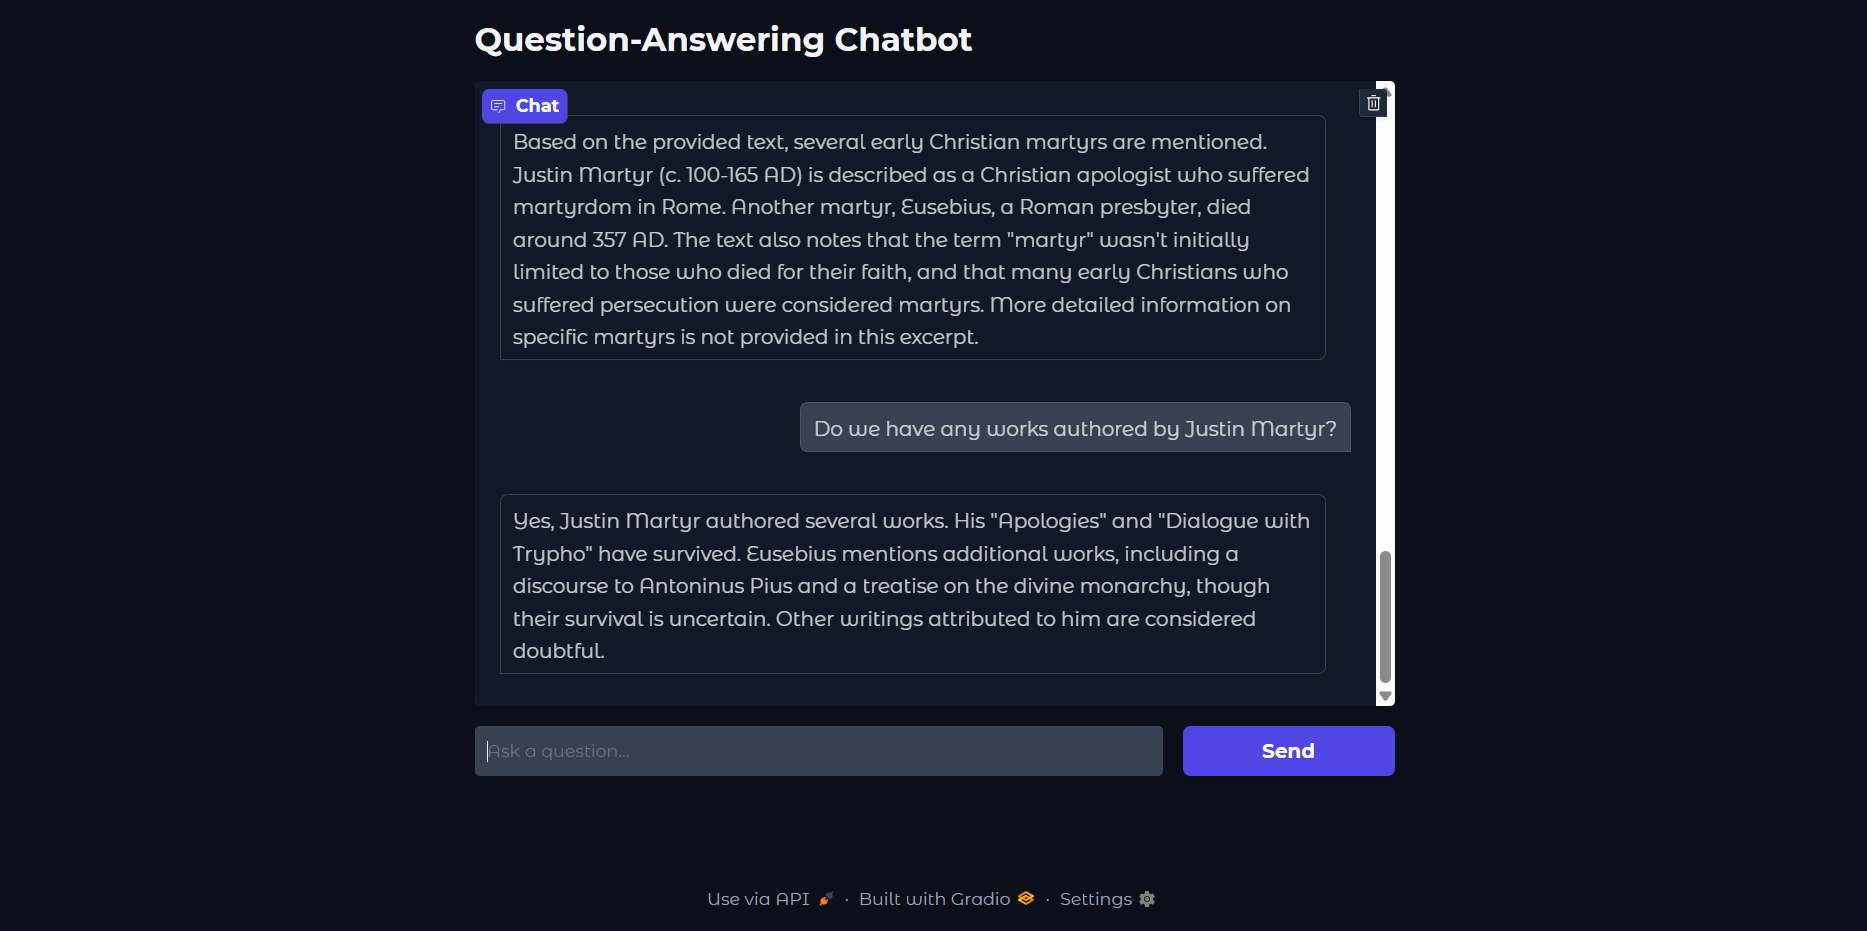 Question-Answering Chatbot
Chat
Based on the provided text, several early Christian martyrs are mentioned.
Justin Martyr (c. 100-165 AD) is described as a Christian apologist who suffered
martyrdom in Rome. Another martyr, Eusebius, a Roman presbyter, died
around 357 AD. The text also notes that the term "martyr" wasn't initially
limited to those who died for their faith, and that many early Christians who
suffered persecution were considered martyrs. More detailed information on
specific martyrs is not provided in this excerpt.
Do we have any works authored by Justin Martyr?
Yes, Justin Martyr authored several works. His "Apologies" and "Dialogue with
Trypho" have survived. Eusebius mentions additional works, including a
discourse to Antoninus Pius and a treatise on the divine monarchy, though
their survival is uncertain. Other writings attributed to him are considered
doubtful.
Ask a question...
Send
Use via API · Built with Gradio · Settings